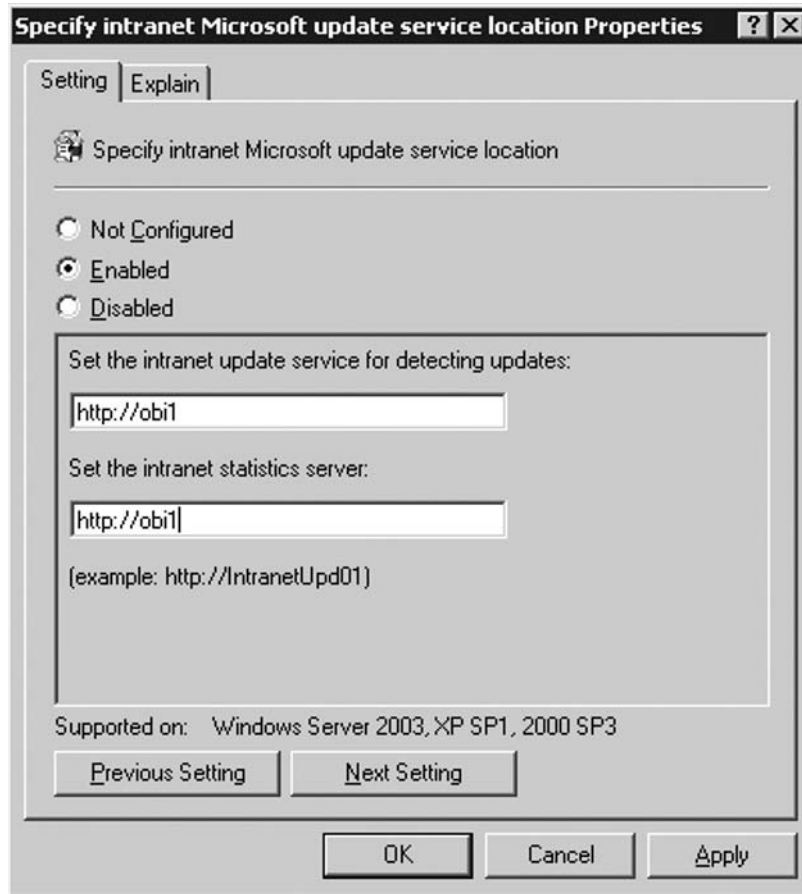 Specify intranet Microsoft update service location Properties ? X
Setting Explain
Specify intranet Microsoft update service location
Not Configured
Enabled
Disabled
Set the intranet update service for detecting updates:
http://obi1
Set the intranet statistics server:
http://obi1
(example: http://IntranetUpd01)
Supported on: Windows Server 2003, XP SP1, 2000 SP3
Previous Setting Next Setting
OK Cancel Apply